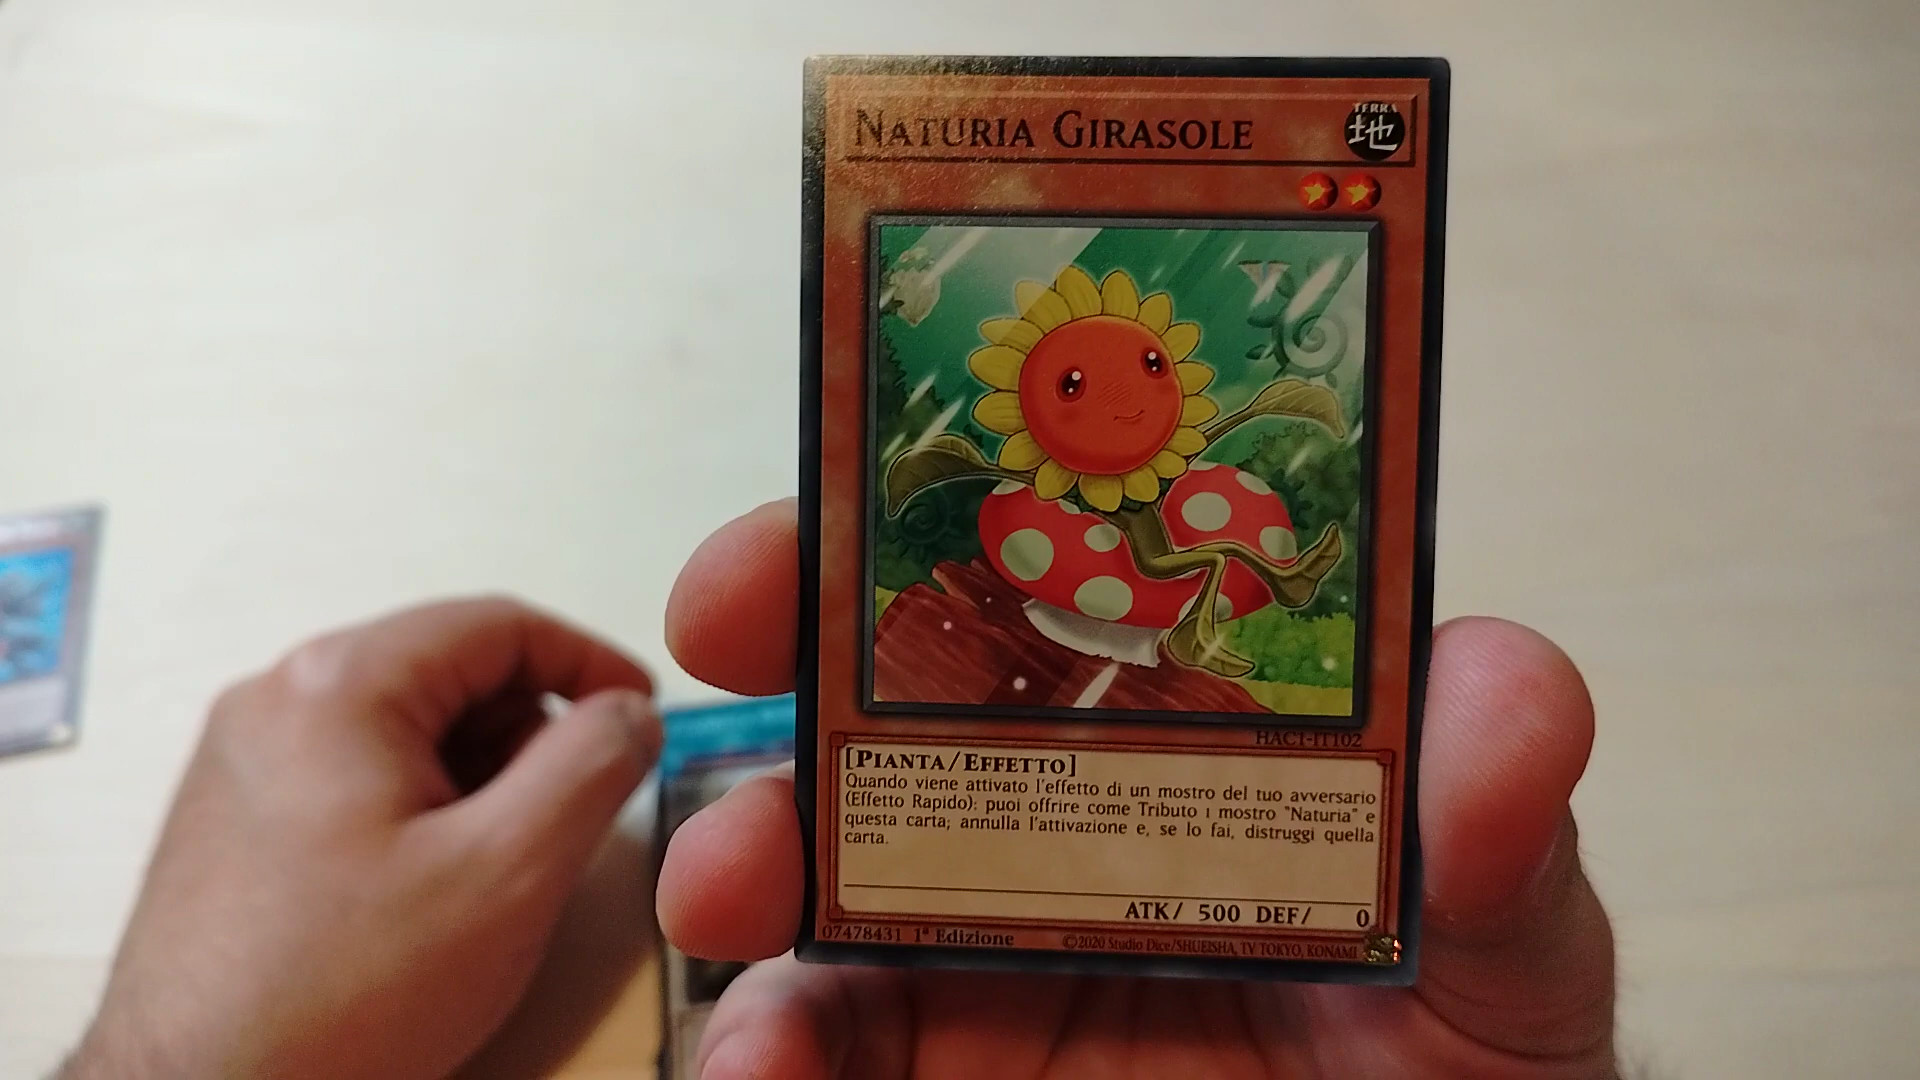 NATURIA GIRASOLE
TERRA
地
HAC1-IT102
[PIANTA/EFFETTO]
Quando viene attivato l'effetto di un mostro del tuo avversario
(Effetto Rapido): puoi offrire come Tributo 1 mostro "Naturia" e
questa carta; annulla l'attivazione e, se lo fai, distruggi quella
carta.
ATK/ 500 DEF/ 0
07478431 1ª Edizione ©2020 Studio Dice/SHUEISHA, TV TOKYO, KONAMI